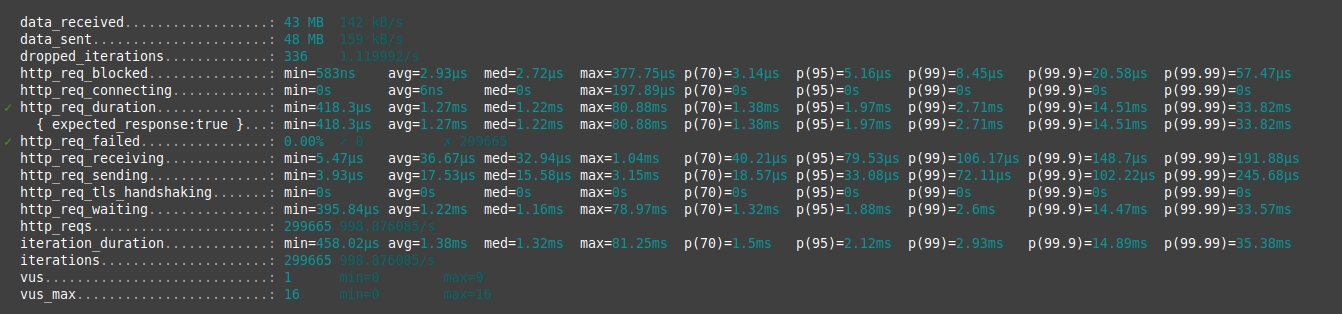 data_received..................: 43 MB 142 kB/s
data_sent......................: 48 MB 159 kB/s
dropped_iterations.............: 336 1.119992/s
http_req_blocked...............: min=583ns avg=2.93µs med=2.72µs max=377.75µs p(70)=3.14µs p(95)=5.16µs p(99)=8.45µs p(99.9)=20.58µs p(99.99)=57.47µs
http_req_connecting............: min=0s avg=6ns med=0s max=197.89µs p(70)=0s p(95)=0s p(99)=0s p(99.9)=0s p(99.99)=0s
✓ http_req_duration..............: min=418.3µs avg=1.27ms med=1.22ms max=80.88ms p(70)=1.38ms p(95)=1.97ms p(99)=2.71ms p(99.9)=14.51ms p(99.99)=33.82ms
{ expected_response:true }...: min=418.3µs avg=1.27ms med=1.22ms max=80.88ms p(70)=1.38ms p(95)=1.97ms p(99)=2.71ms p(99.9)=14.51ms p(99.99)=33.82ms
✓ http_req_failed................: 0.00% ✓ 0 ✗ 299665
http_req_receiving.............: min=5.47µs avg=36.67µs med=32.94µs max=1.04ms p(70)=40.21µs p(95)=79.53µs p(99)=106.17µs p(99.9)=148.7µs p(99.99)=191.88µs
http_req_sending...............: min=3.93µs avg=17.53µs med=15.58µs max=3.15ms p(70)=18.57µs p(95)=33.08µs p(99)=72.11µs p(99.9)=102.22µs p(99.99)=245.68µs
http_req_tls_handshaking.......: min=0s avg=0s med=0s max=0s p(70)=0s p(95)=0s p(99)=0s p(99.9)=0s p(99.99)=0s
http_req_waiting...............: min=395.84µs avg=1.22ms med=1.16ms max=78.97ms p(70)=1.32ms p(95)=1.88ms p(99)=2.6ms p(99.9)=14.47ms p(99.99)=33.57ms
http_reqs......................: 299665 998.876085/s
iteration_duration.............: min=458.02µs avg=1.38ms med=1.32ms max=81.25ms p(70)=1.5ms p(95)=2.12ms p(99)=2.93ms p(99.9)=14.89ms p(99.99)=35.38ms
iterations.....................: 299665 998.876085/s
vus............................: 1 min=0 max=9
vus_max........................: 16 min=0 max=16